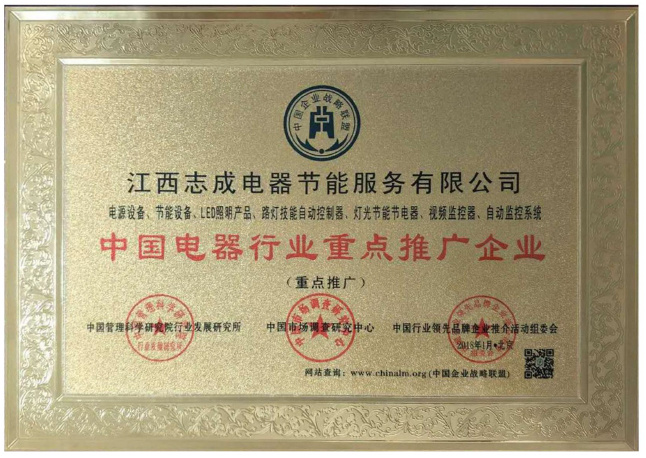 中国企业战略联盟
江西志成电器节能服务有限公司
电源设备、节能设备、LED照明产品、路灯技能自动控制器、灯光节能节电器、视频监控器、自动监控系统
中国电器行业重点推广企业
（重点推广）
中国管理科学研究院行业发展研究所 中国市场调查研究中心 中国行业领先品牌企业推介活动组委会
2018年1月•北京
网站查询：www.chinalm.org(中国企业战略联盟)